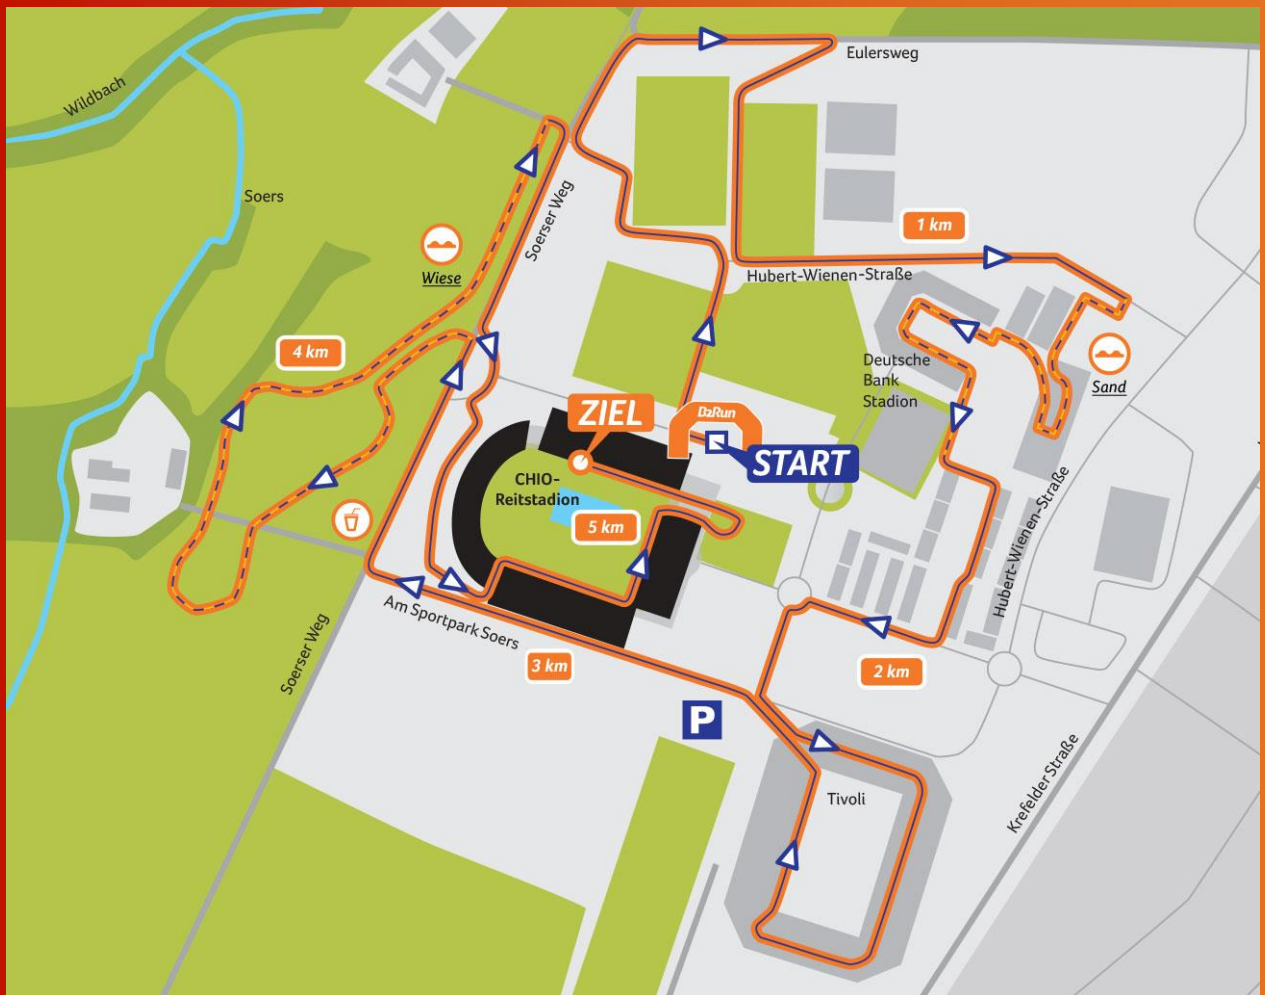 Eulersweg
Wildbach
Soers
Soerser Weg
1 km
Wiese
Hubert-Wienen-Straße
4 km
Deutsche
Bank
Stadion
Sand
B2Run
ZIEL
START
CHIO-
Reitstadion
5 km
Hubert-Wienen-Straße
Am Sportpark Soers
Soerser Weg
3 km
2 km
P
Krefelder Straße
Tivoli